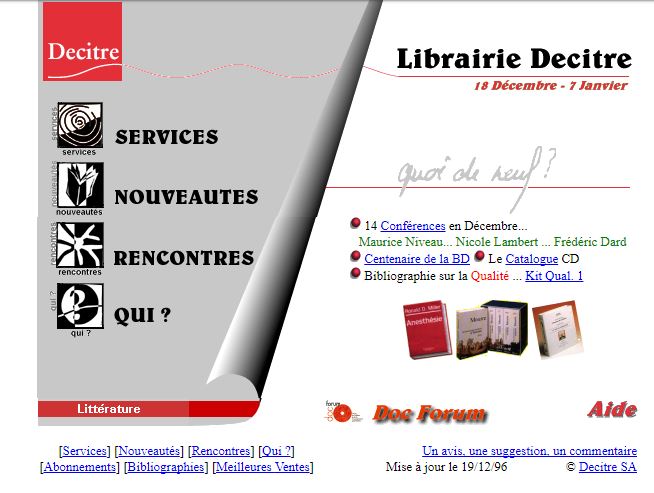 Decitre
Librairie Decitre
18 Décembre - 7 Janvier
services
services
SERVICES
quoi de neuf ?
nouveautés
nouveautés
NOUVEAUTES
14 Conférences en Décembre...
Maurice Niveau... Nicole Lambert ... Frédéric Dard
rencontres
rencontres
RENCONTRES
Centenaire de la BD Le Catalogue CD
Bibliographie sur la Qualité ... Kit Qual. 1
qui ?
qui ?
QUI ?
Ronald D. Miller
Anesthésie
Mourre
Littérature
forum
doc
Doc Forum
Aide
[Services] [Nouveautés] [Rencontres] [Qui ?]
[Abonnements] [Bibliographies] [Meilleures Ventes]
Un avis, une suggestion, un commentaire
Mise à jour le 19/12/96 © Decitre SA